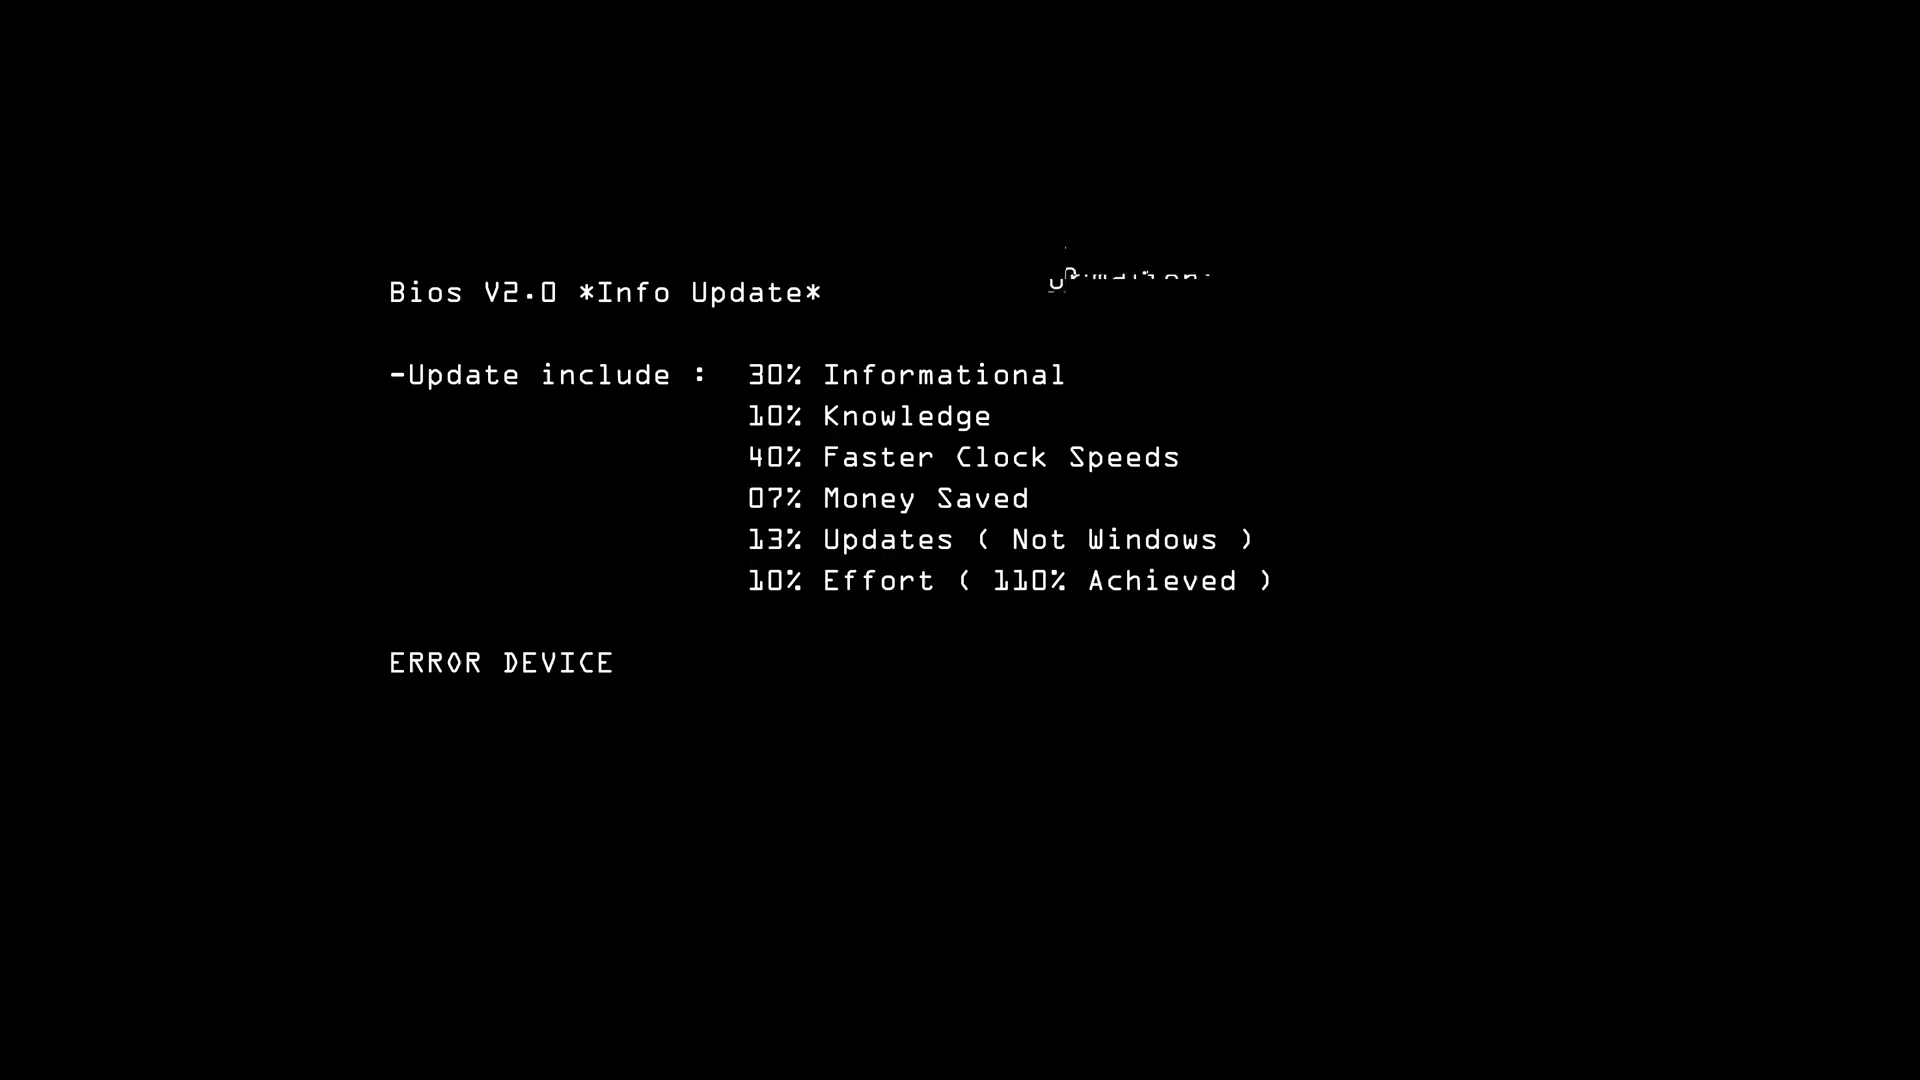 Bios V2.0 *Info Update*
-Update include : 30% Informational
10% Knowledge
40% Faster Clock Speeds
07% Money Saved
13% Updates ( Not Windows )
10% Effort ( 110% Achieved )
ERROR DEVICE